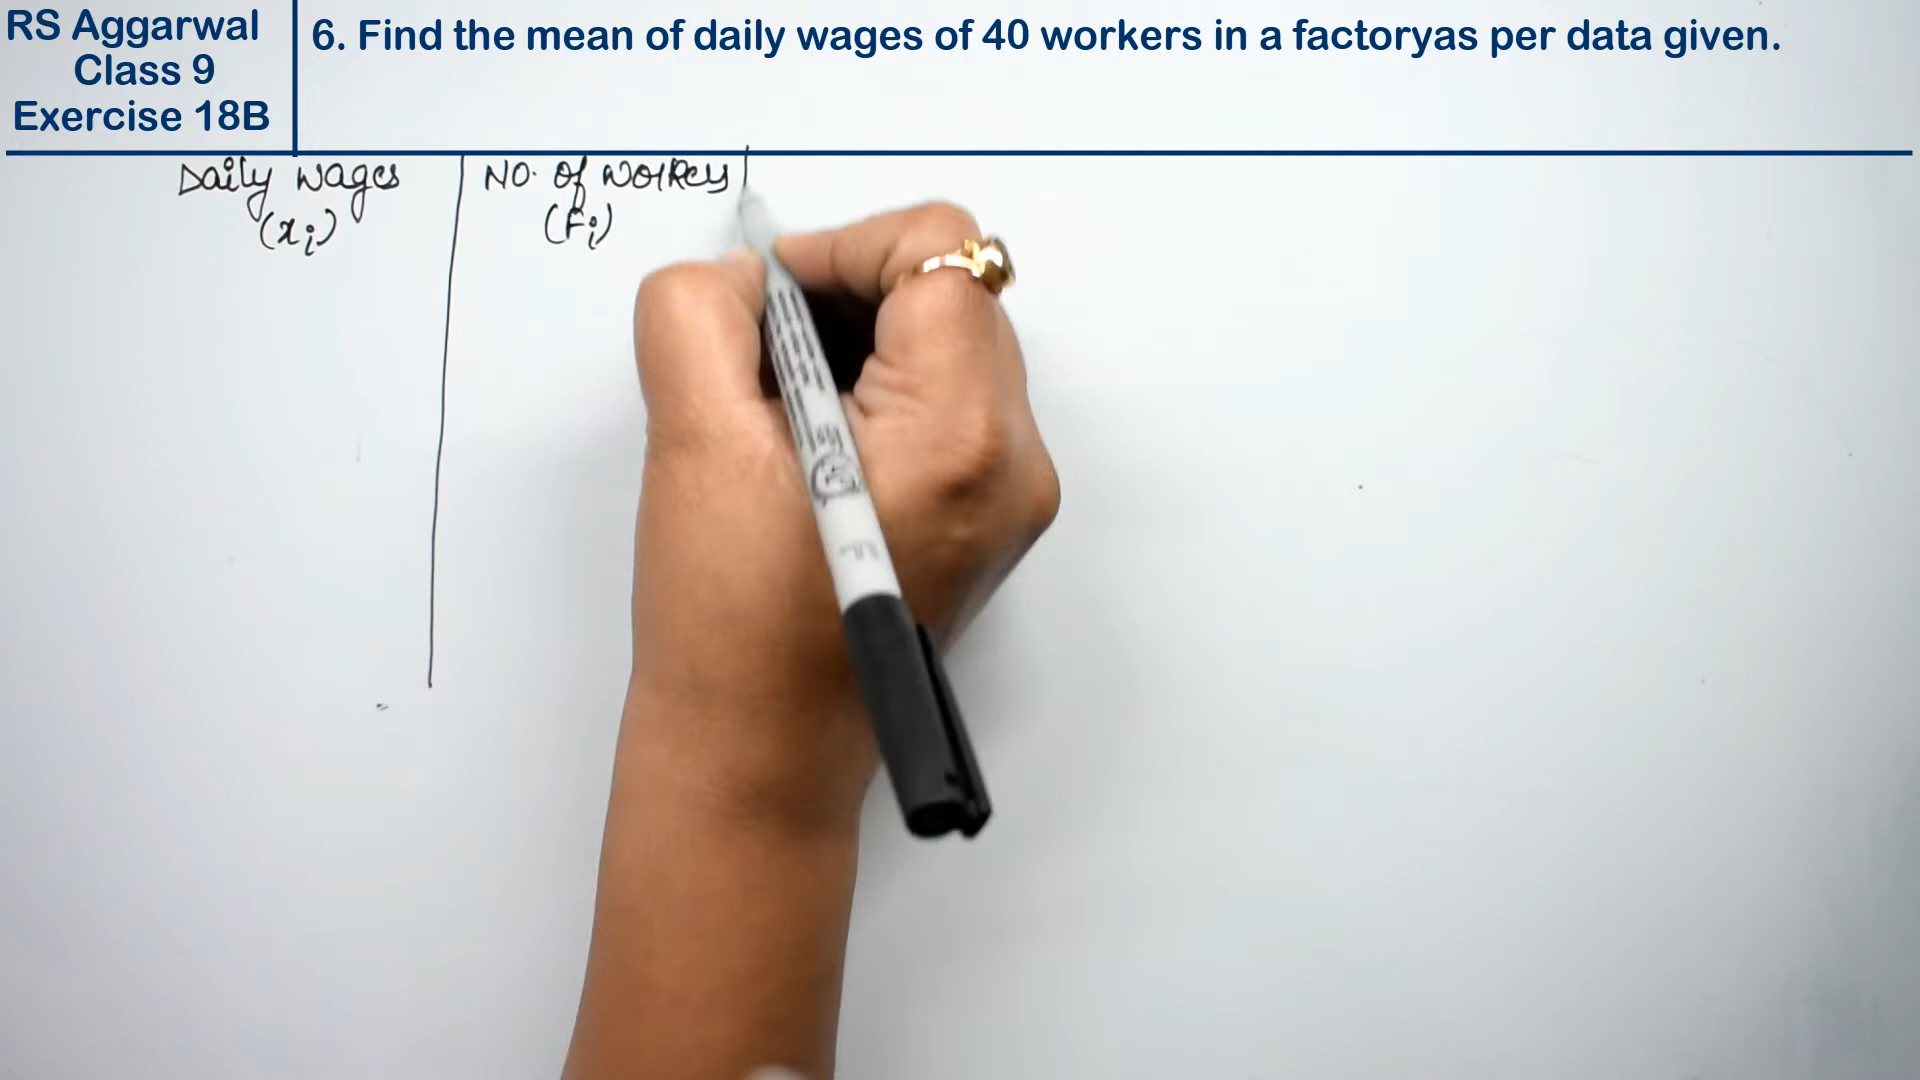 RS Aggarwal
Class 9
Exercise 18B
6. Find the mean of daily wages of 40 workers in a factoryas per data given.
Daily wages
(xi)
No. of workers
(Fi)